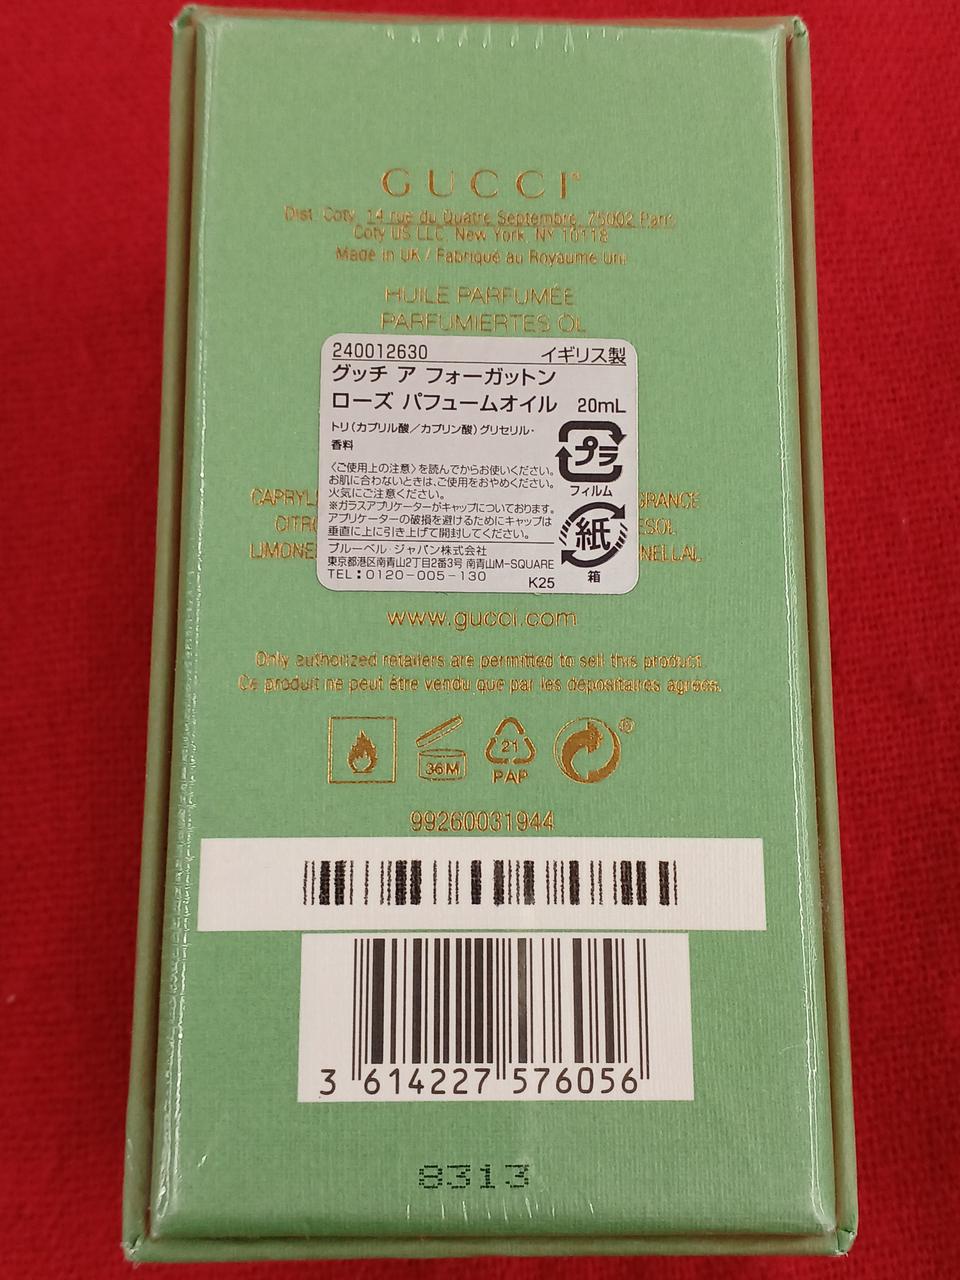 GUCCI®
Dist. Coty, 14 rue du Quatre Septembre, 75002 Paris
Coty US LLC, New York, NY 10118
Made in UK / Fabriqué au Royaume Uni
HUILE PARFUMÉE
PARFUMIERTES ÖL
240012630 イギリス製
グッチ ア フォーガットン
ローズ パフュームオイル 20mL
トリ(カプリル酸/カプリン酸)グリセリル・
香料
プラ
フィルム
〈ご使用上の注意〉を読んでからお使いください。
お肌に合わないときは、ご使用をおやめください。
火気にご注意ください。
※ガラスアプリケーターがキャップについております。
アプリケーターの破損を避けるためにキャップは
垂直に上に引き上げて開封してください。
紙
箱
ブルーベル・ジャパン株式会社
東京都港区南青山2丁目2番3号 南青山M-SQUARE
TEL:0120-005-130 K25
www.gucci.com
Only authorized retailers are permitted to sell this product.
Ce produit ne peut être vendu que par les dépositaires agréés.
36M
21
PAP
®
99260031944
3 614227 576056
8313